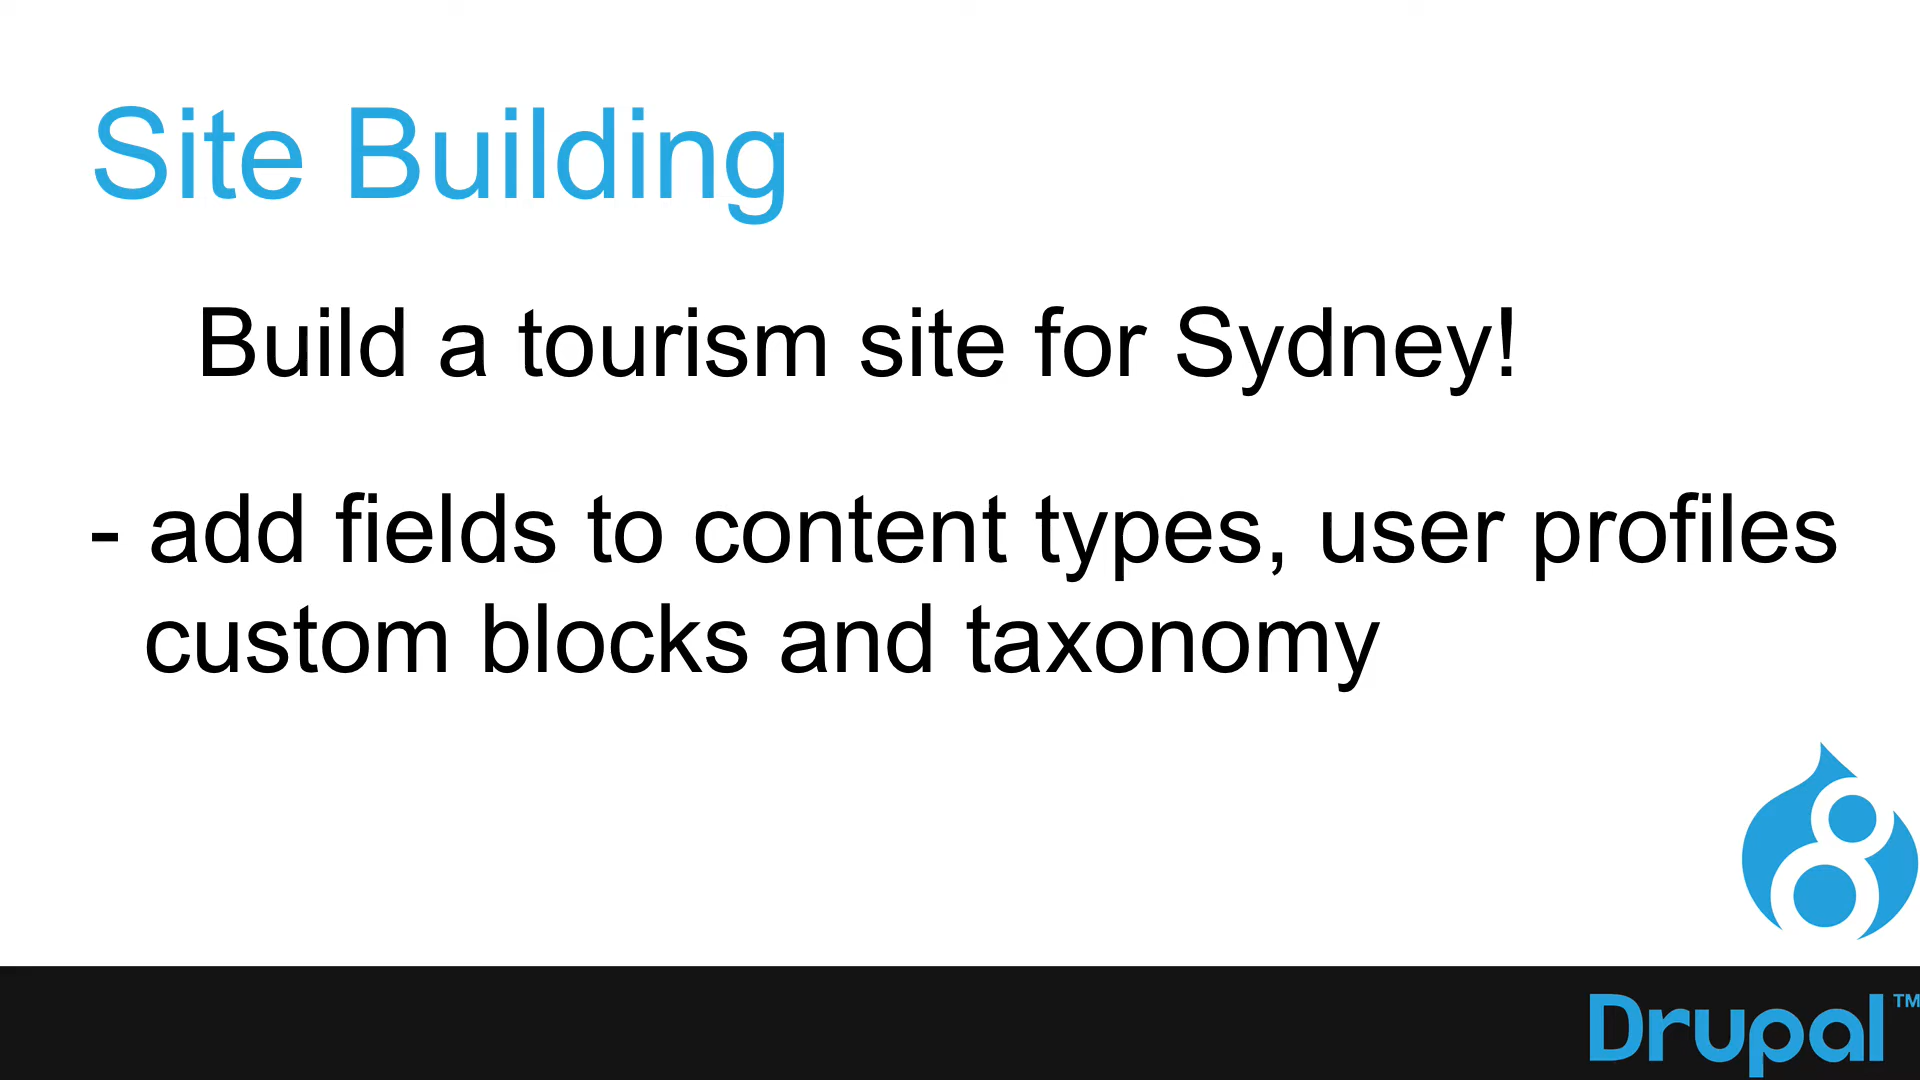 Site Building
Build a tourism site for Sydney!
- add fields to content types, user profiles
custom blocks and taxonomy
8
Drupal™